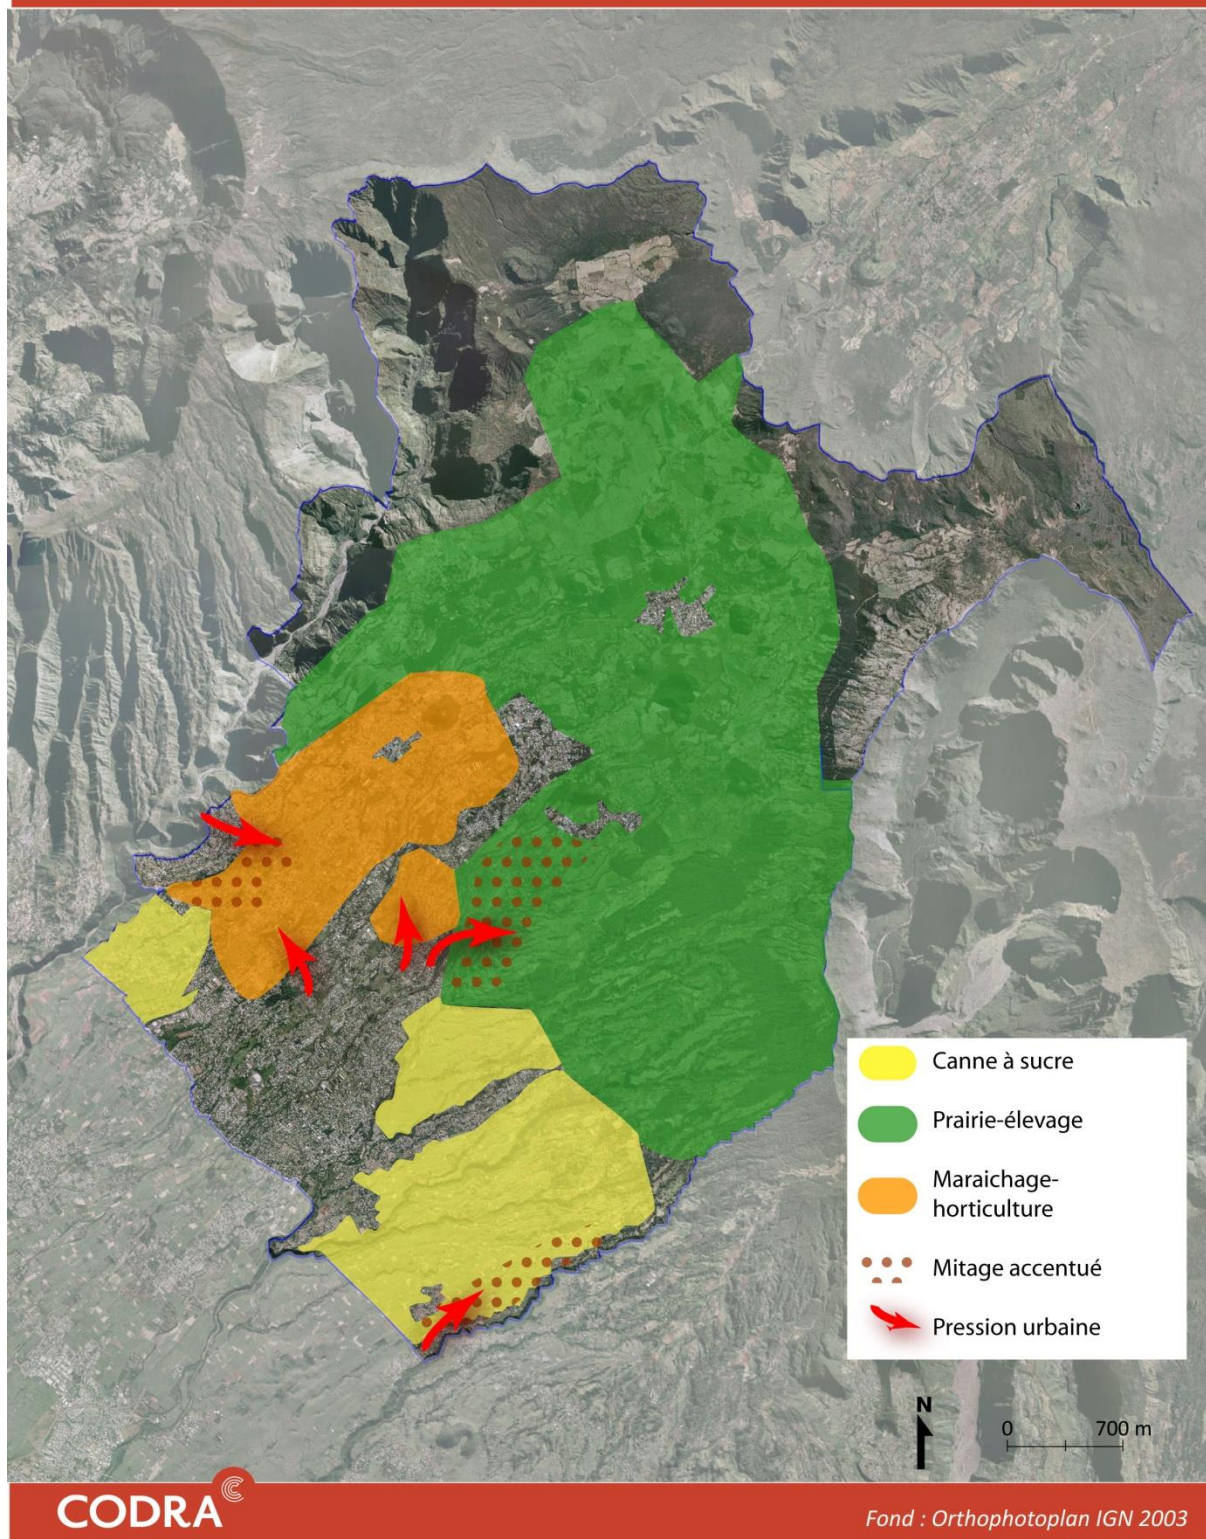 Canne à sucre
Prairie-élevage
Maraichage-
horticulture
Mitage accentué
Pression urbaine
N
0 700 m
CODRA
Fond : Orthophotoplan IGN 2003